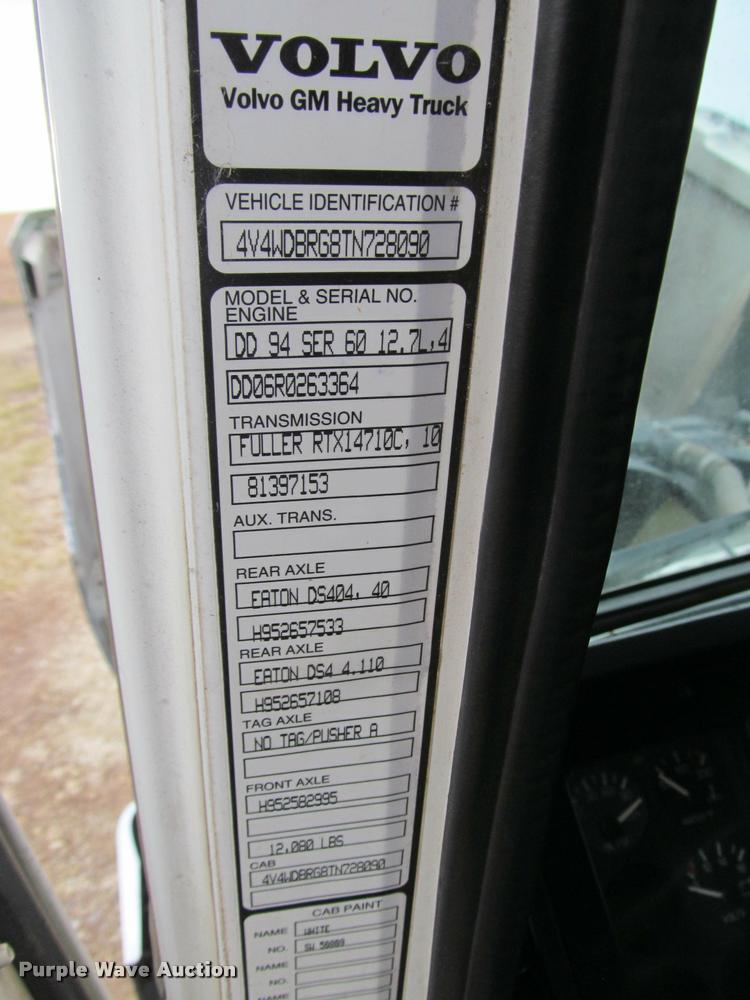 VOLVO
Volvo GM Heavy Truck
VEHICLE IDENTIFICATION #
4V4WDBRG8TN728090
MODEL & SERIAL NO.
ENGINE
DD 94 SER 60 12.7L,4
DD06R0263364
TRANSMISSION
FULLER RTX14710C, 10
81397153
AUX. TRANS.
REAR AXLE
EATON DS404, 40
H952657533
REAR AXLE
EATON DS4 4.110
H952657108
TAG AXLE
NO TAG/PUSHER A
FRONT AXLE
H952582995
12,080 LBS
CAB
4V4WDBRG8TN728090
CAB PAINT
NAME WHITE
NO. SW 50809
NAME
NO.
NAME
Purple Wave Auction